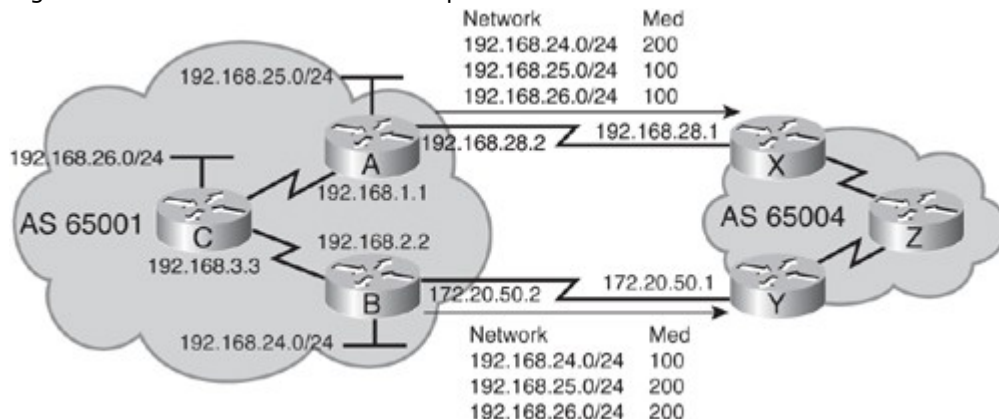 Network Med
192.168.24.0/24 200
192.168.25.0/24 100
192.168.26.0/24 100
192.168.25.0/24
192.168.28.2
192.168.28.1
A
X
192.168.26.0/24
192.168.1.1
AS 65001
C
AS 65004
Z
192.168.2.2
192.168.3.3
172.20.50.2
172.20.50.1
B
Y
192.168.24.0/24
Network Med
192.168.24.0/24 100
192.168.25.0/24 200
192.168.26.0/24 200